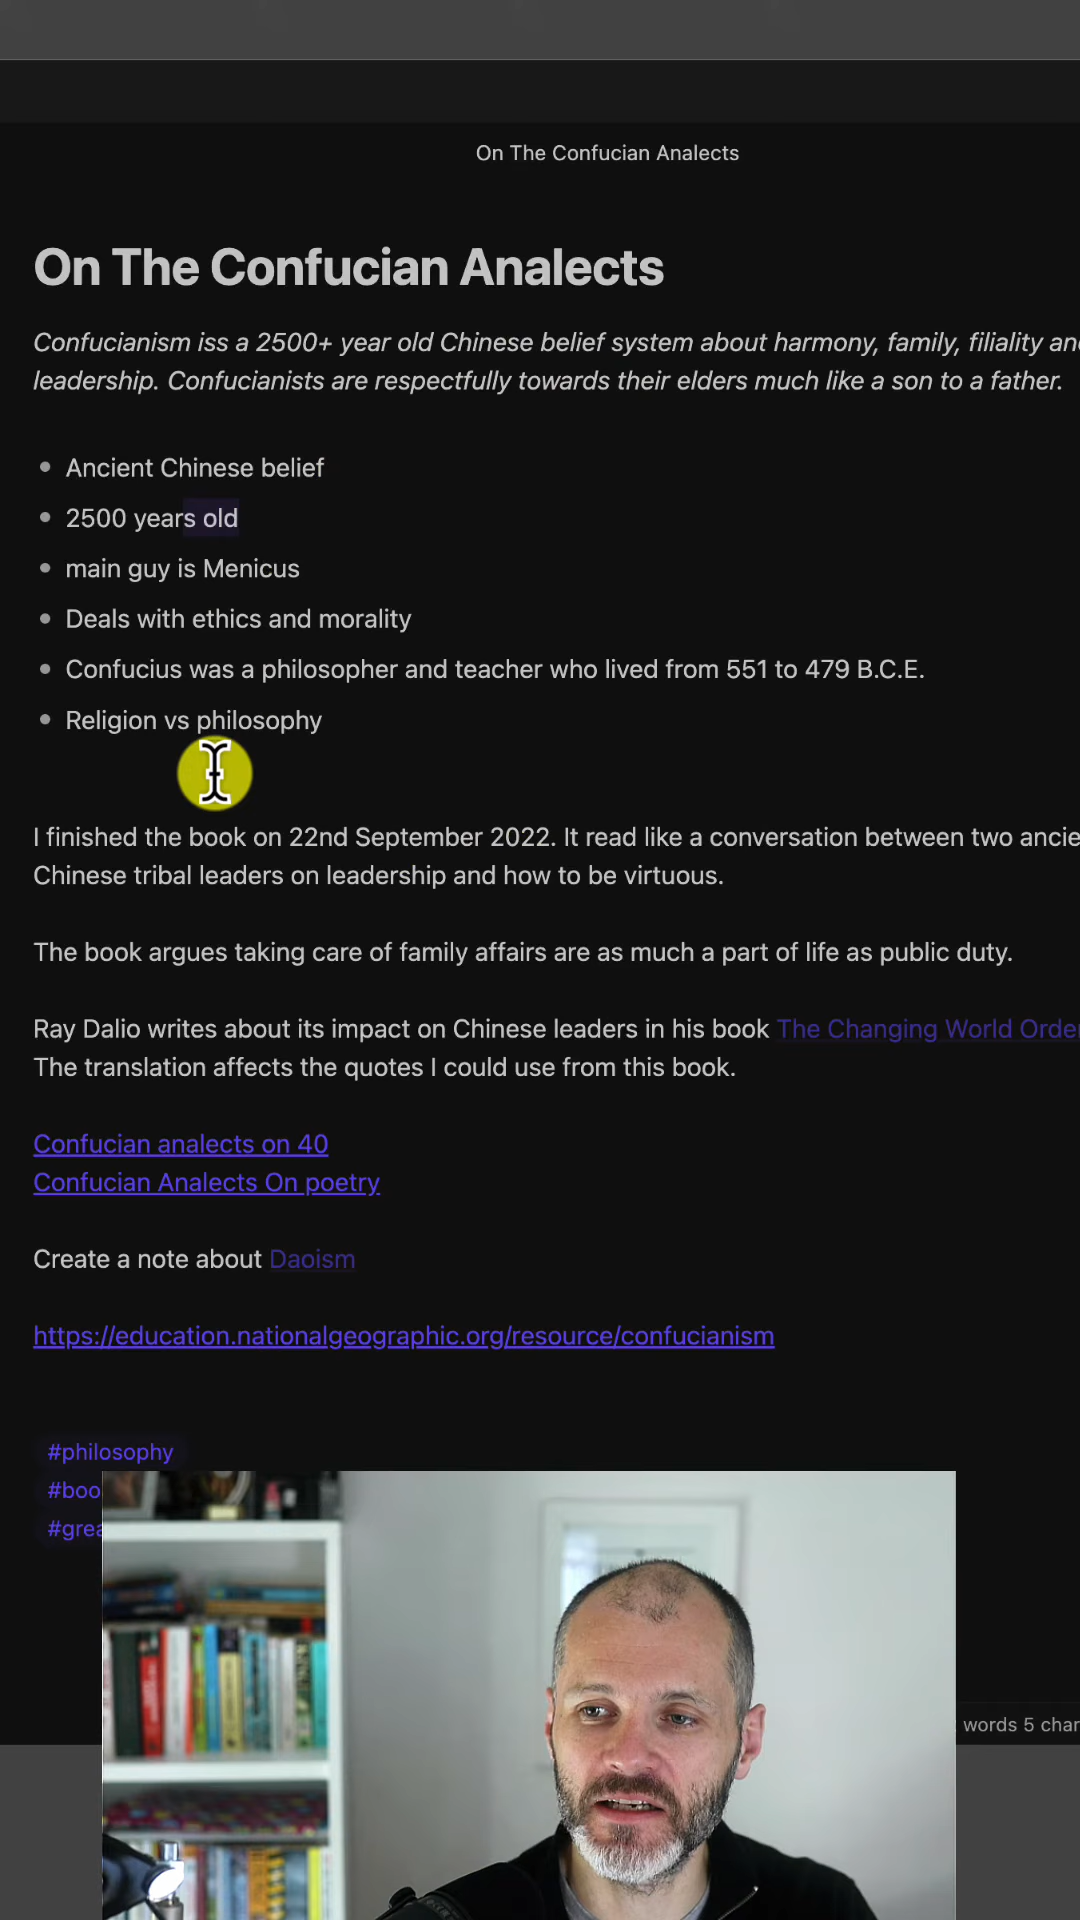 On The Confucian Analects
On The Confucian Analects
Confucianism iss a 2500+ year old Chinese belief system about harmony, family, filiality
leadership. Confucianists are respectfully towards their elders much like a son to a father.
Ancient Chinese belief
2500 years old
main guy is Menicus
Deals with ethics and morality
Confucius was a philosopher and teacher who lived from 551 to 479 B.C.E.
Religion vs philosophy
I finished the book on 22nd September 2022. It read like a conversation between two
Chinese tribal leaders on leadership and how to be virtuous.
The book argues taking care of family affairs are as much a part of life as public duty.
Ray Dalio writes about its impact on Chinese leaders in his book The Changing World
The translation affects the quotes I could use from this book.
Confucian analects on 40
Confucian Analects On poetry
Create a note about Daoism
https://education.nationalgeographic.org/resource/confucianism
#philosophy
words 5